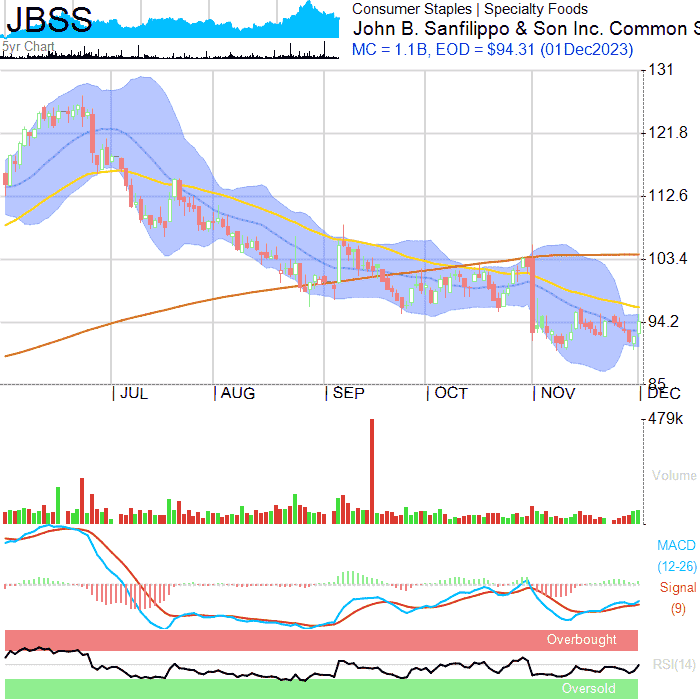 JBSS
Consumer Staples | Specialty Foods
John B. Sanfilippo & Son Inc. Common S
MC = 1.1B, EOD = $94.31 (01Dec2023)
5yr Chart
131
121.8
112.6
103.4
94.2
85
JUL AUG SEP OCT NOV DEC
479k
Volume
MACD
(12-26)
Signal
(9)
Overbought
RSI(14)
Oversold